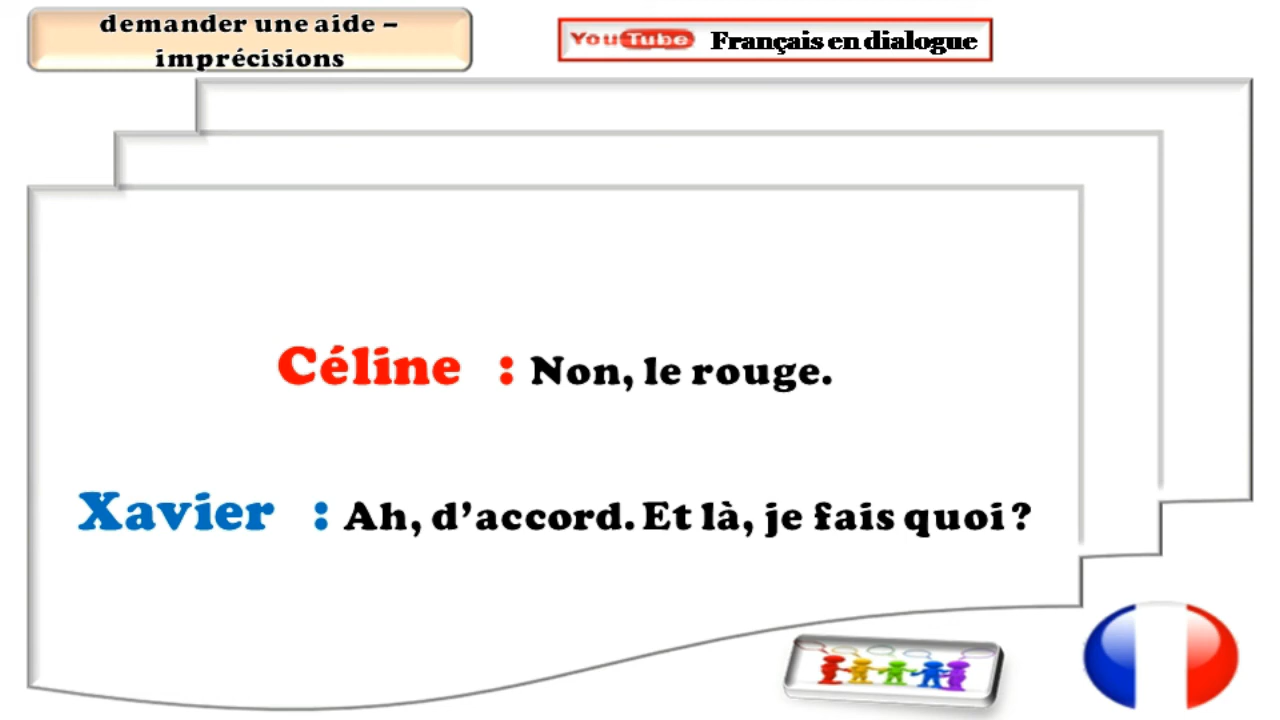 demander une aide –
imprécisions
YouTube Français en dialogue
Céline : Non, le rouge.
Xavier : Ah, d’accord. Et là, je fais quoi ?